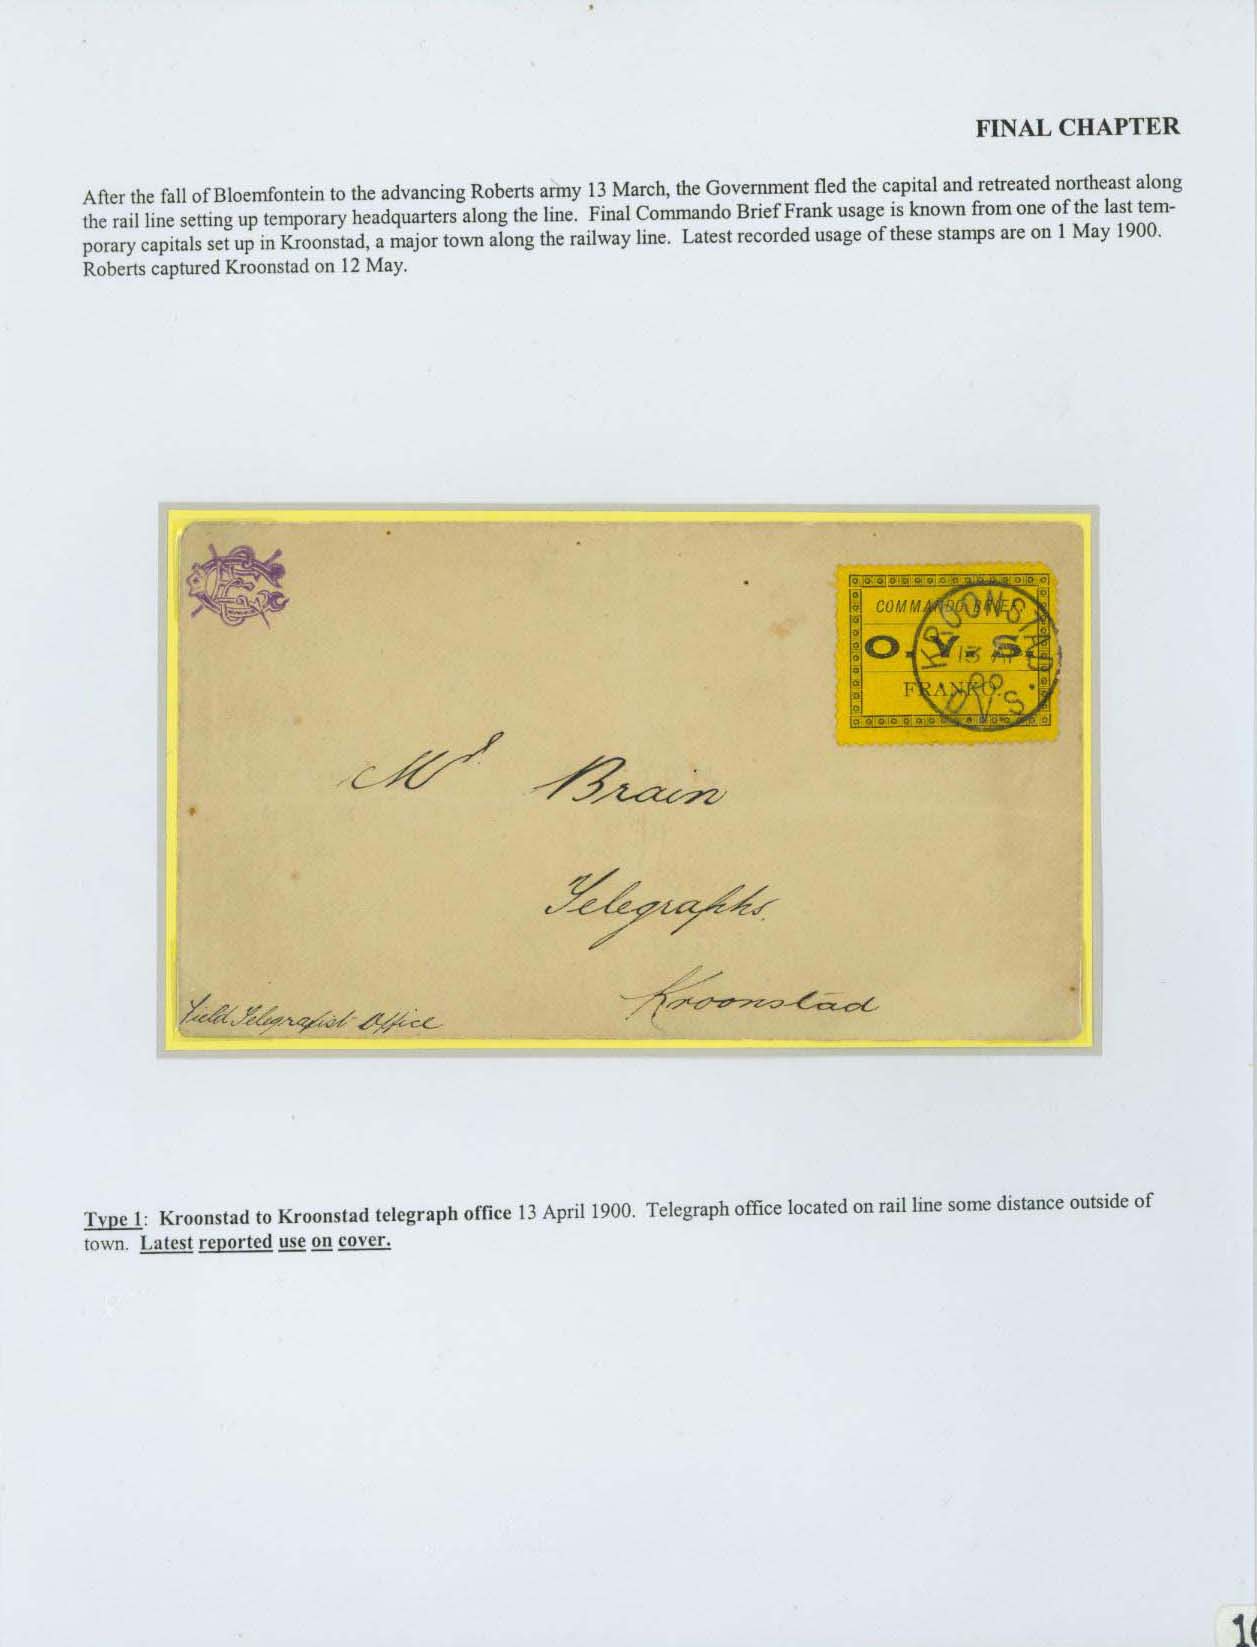 FINAL CHAPTER
After the fall of Bloemfontein to the advancing Roberts army 13 March, the Government fled the capital and retreated northeast along
the rail line setting up temporary headquarters along the line. Final Commando Brief Frank usage is known from one of the last tem-
porary capitals set up in Kroonstad, a major town along the railway line. Latest recorded usage of these stamps are on 1 May 1900.
Roberts captured Kroonstad on 12 May.
COMMANDO BRIEF
O. V. S.
FRANKO.
KROONSTAD
13 AP
00
O.V.S.
Mr Brain
Telegraphs.
Kroonstad
Field Telegrafist Office
Type 1: Kroonstad to Kroonstad telegraph office 13 April 1900. Telegraph office located on rail line some distance outside of
town. Latest reported use on cover.